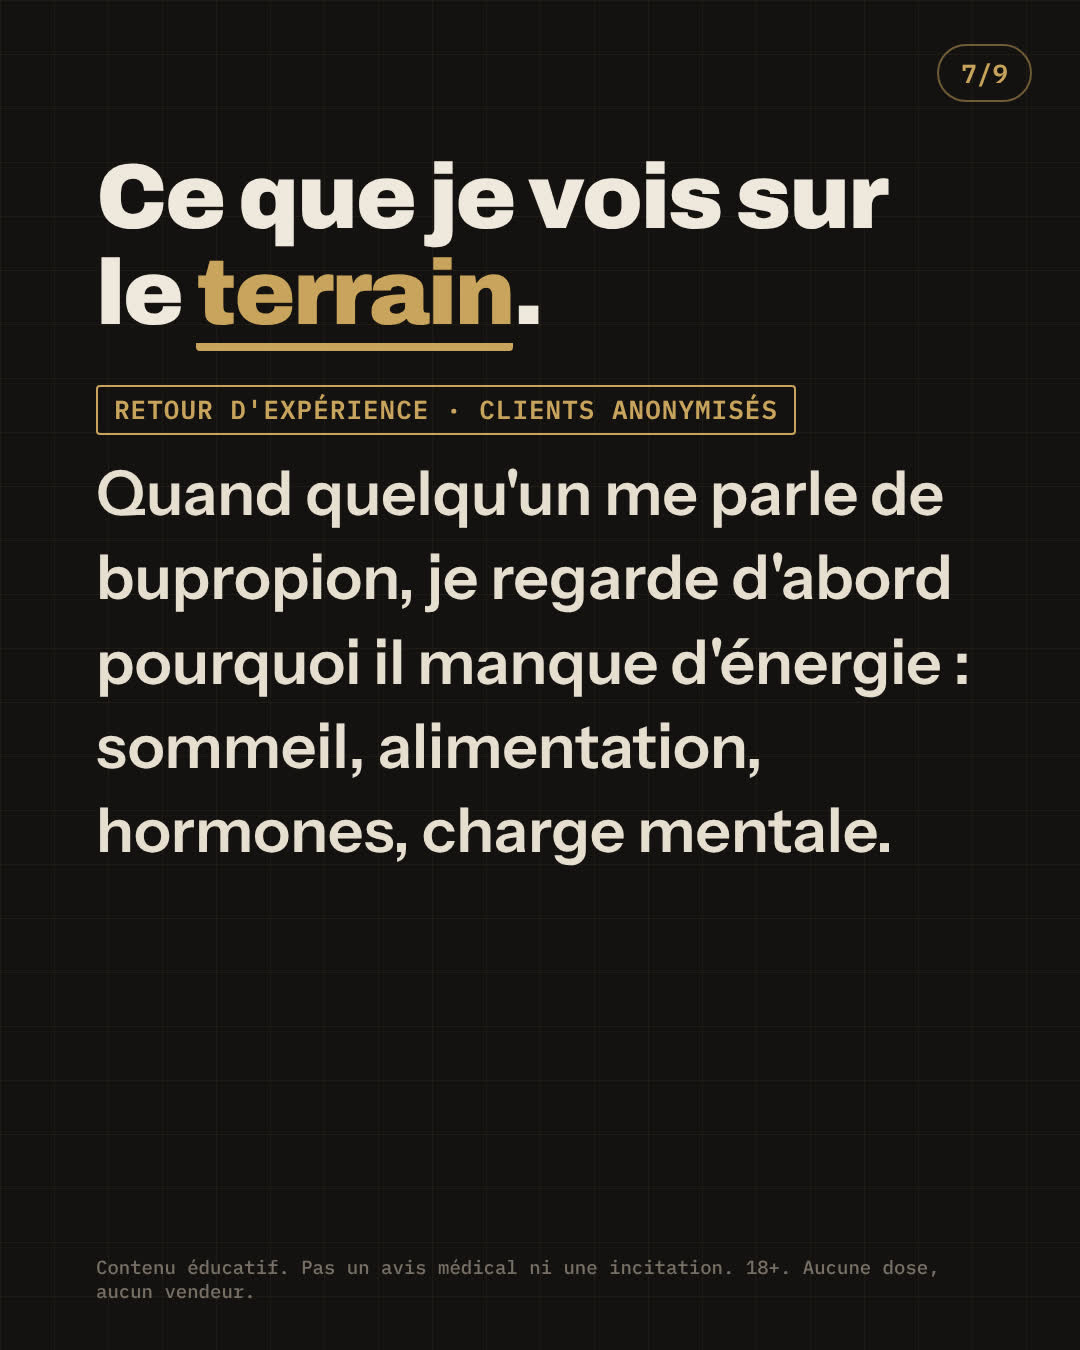 7/9
Ce que je vois sur
le terrain.
RETOUR D'EXPÉRIENCE · CLIENTS ANONYMISÉS
Quand quelqu'un me parle de
bupropion, je regarde d'abord
pourquoi il manque d'énergie :
sommeil, alimentation,
hormones, charge mentale.
Contenu éducatif. Pas un avis médical ni une incitation. 18+. Aucune dose,
aucun vendeur.